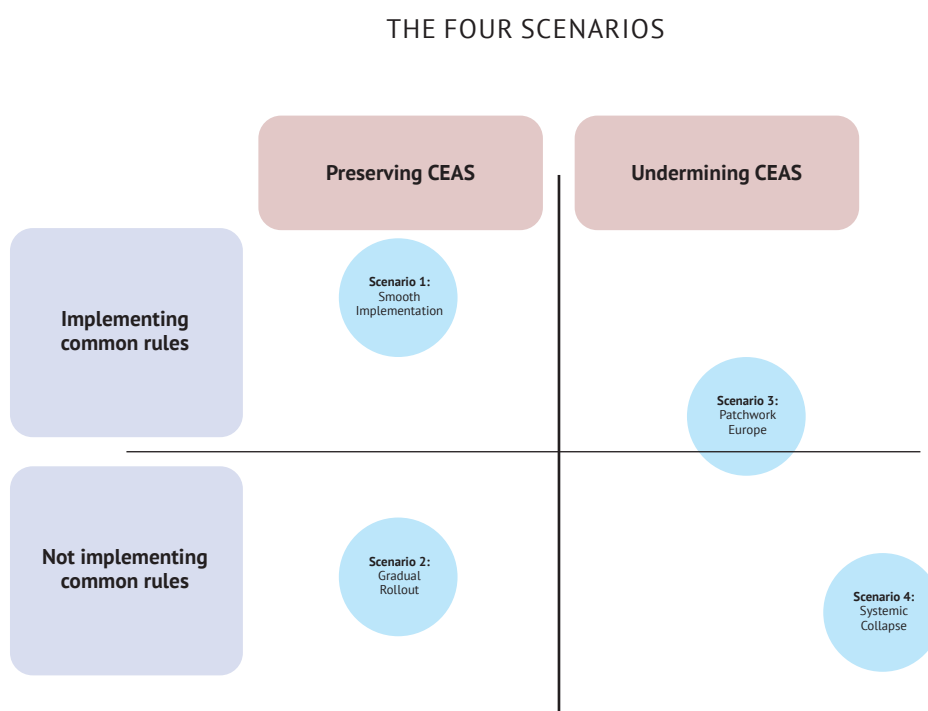 THE FOUR SCENARIOS
Preserving CEAS
Undermining CEAS
Implementing
common rules
Scenario 1:
Smooth
Implementation
Scenario 3:
Patchwork
Europe
Not implementing
common rules
Scenario 2:
Gradual
Rollout
Scenario 4:
Systemic
Collapse